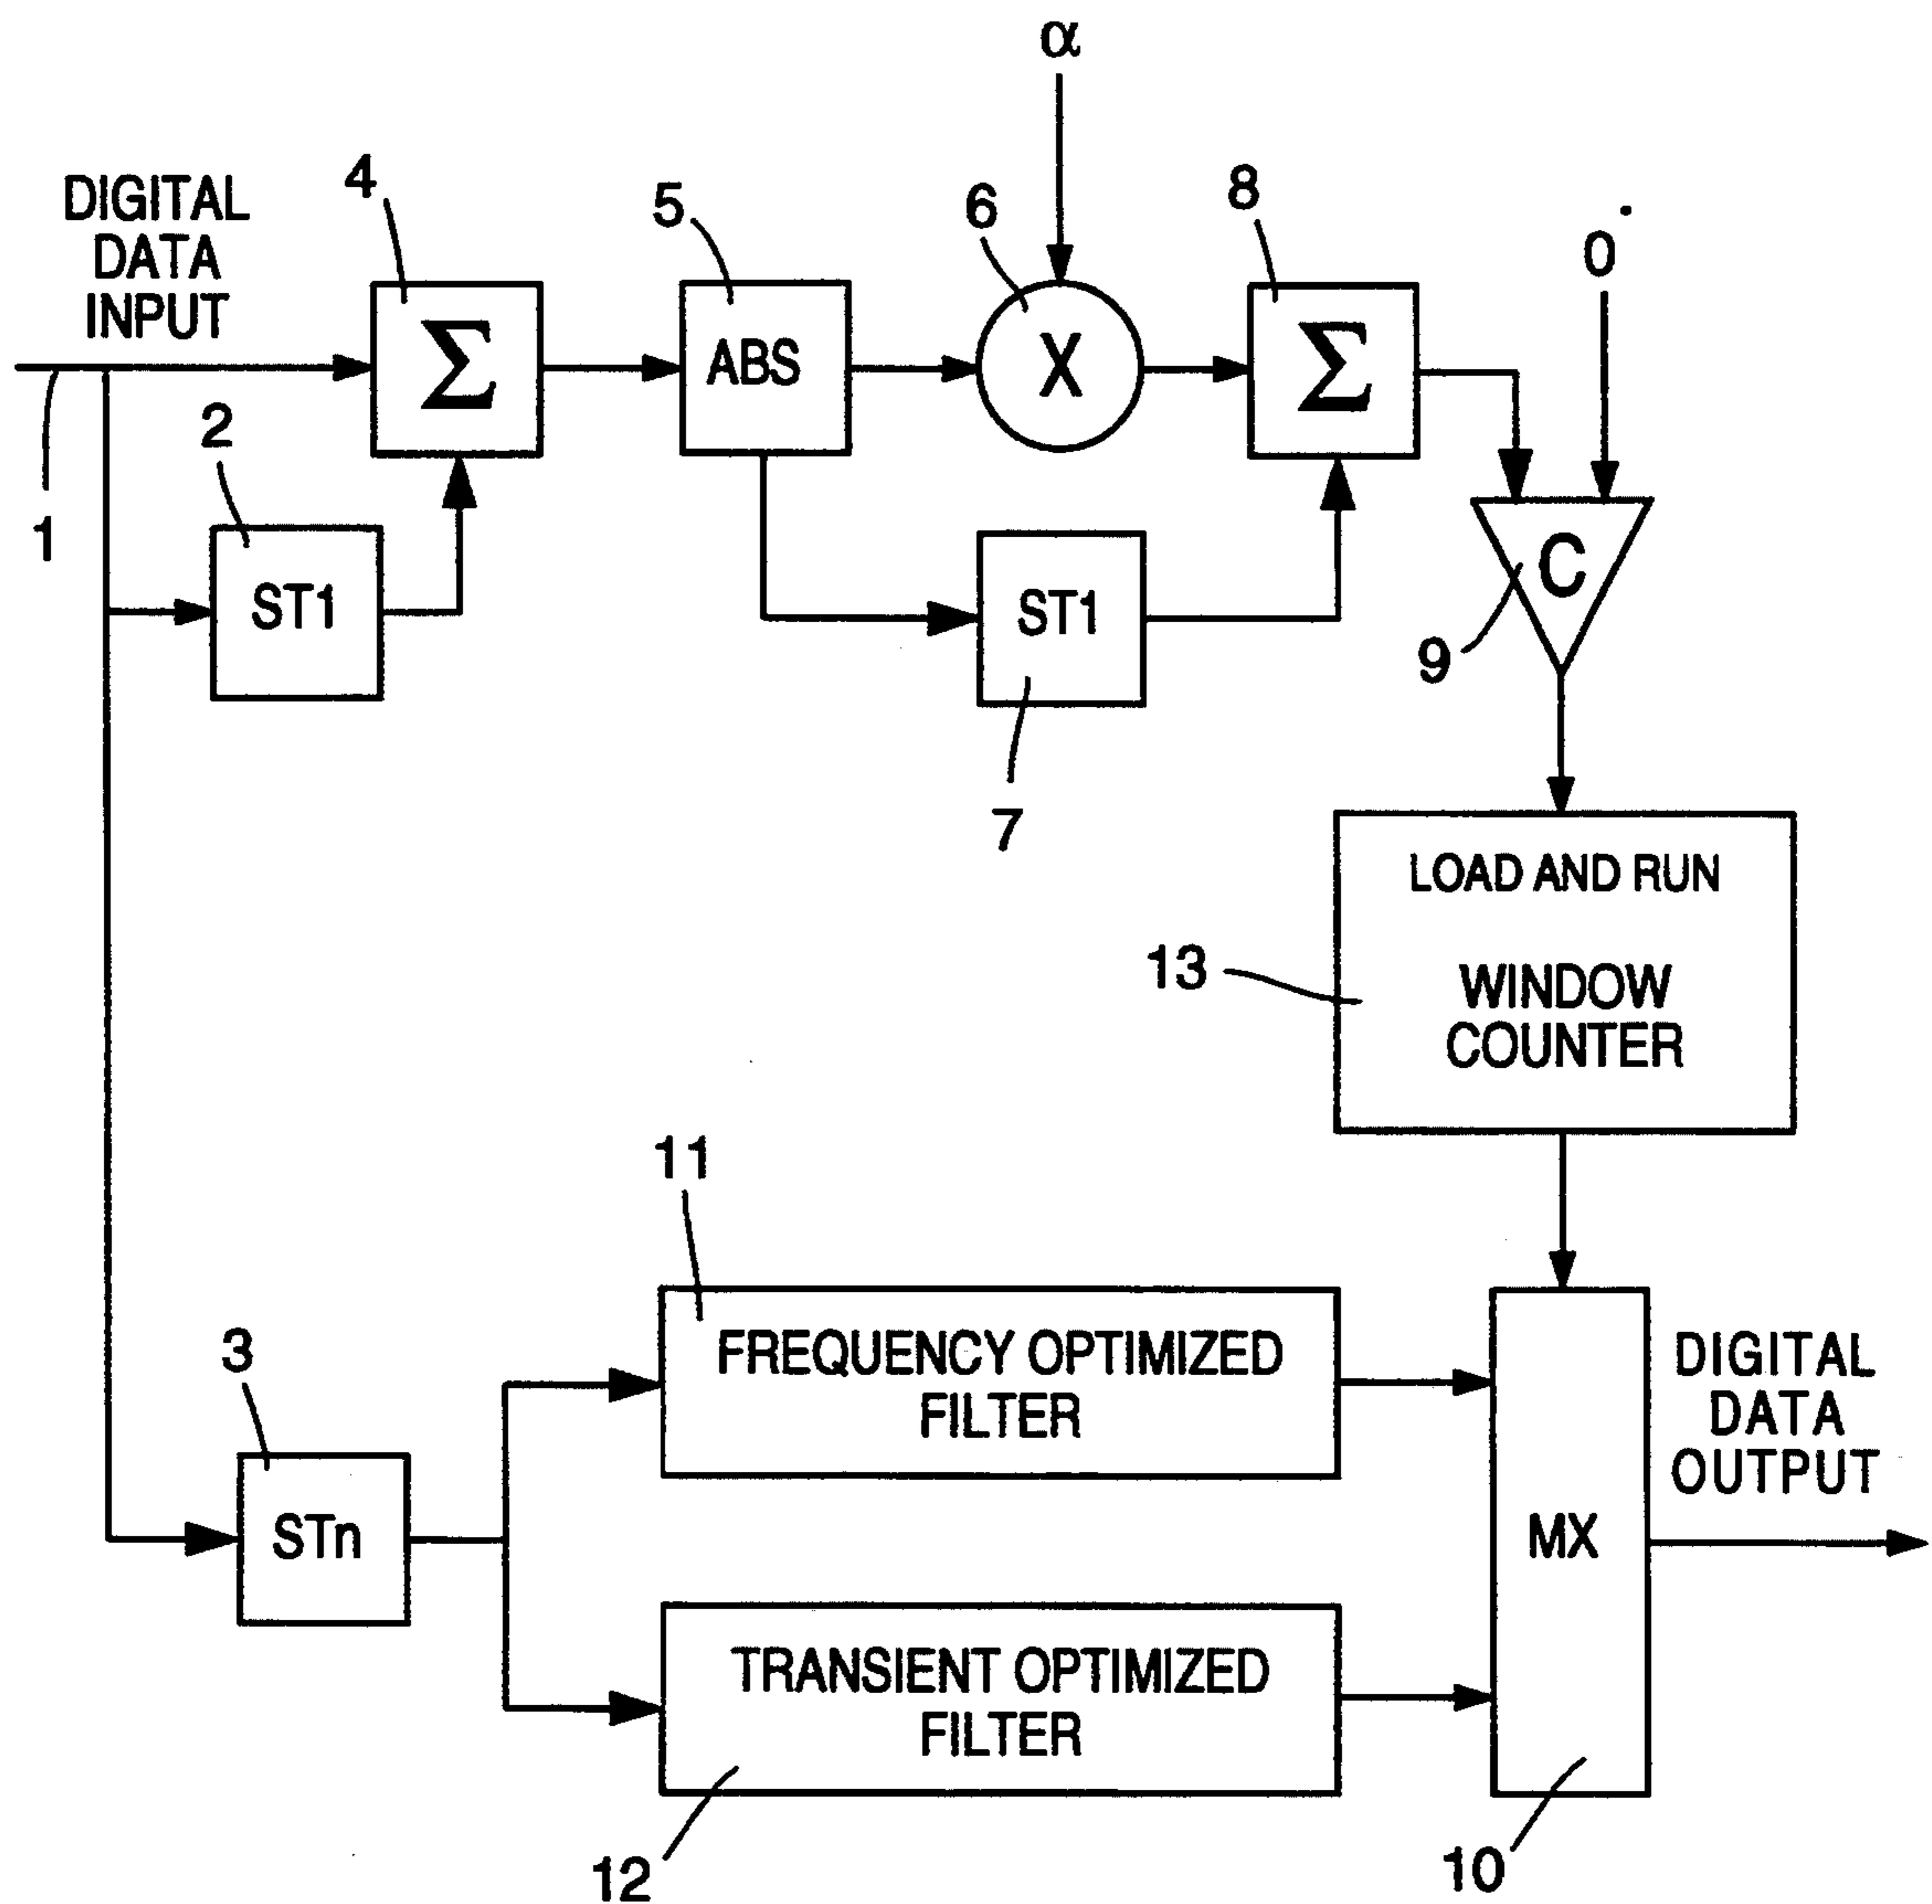 α
DIGITAL
DATA
INPUT
4
5
6
8
0
Σ
ABS
X
Σ
1
2
ST1
ST1
C
9
7
LOAD AND RUN
13
WINDOW
COUNTER
11
FREQUENCY OPTIMIZED
FILTER
3
STn
MX
DIGITAL
DATA
OUTPUT
TRANSIENT OPTIMIZED
FILTER
12
10